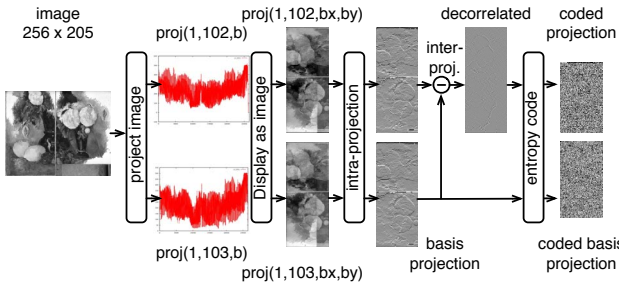 image
256 x 205
proj(1,102,b)
proj(1,102,bx,by)
decorrelated
coded
projection
inter-
proj.
project image
Display as image
intra-projection
entropy code
proj(1,103,b)
proj(1,103,bx,by)
basis
projection
coded basis
projection